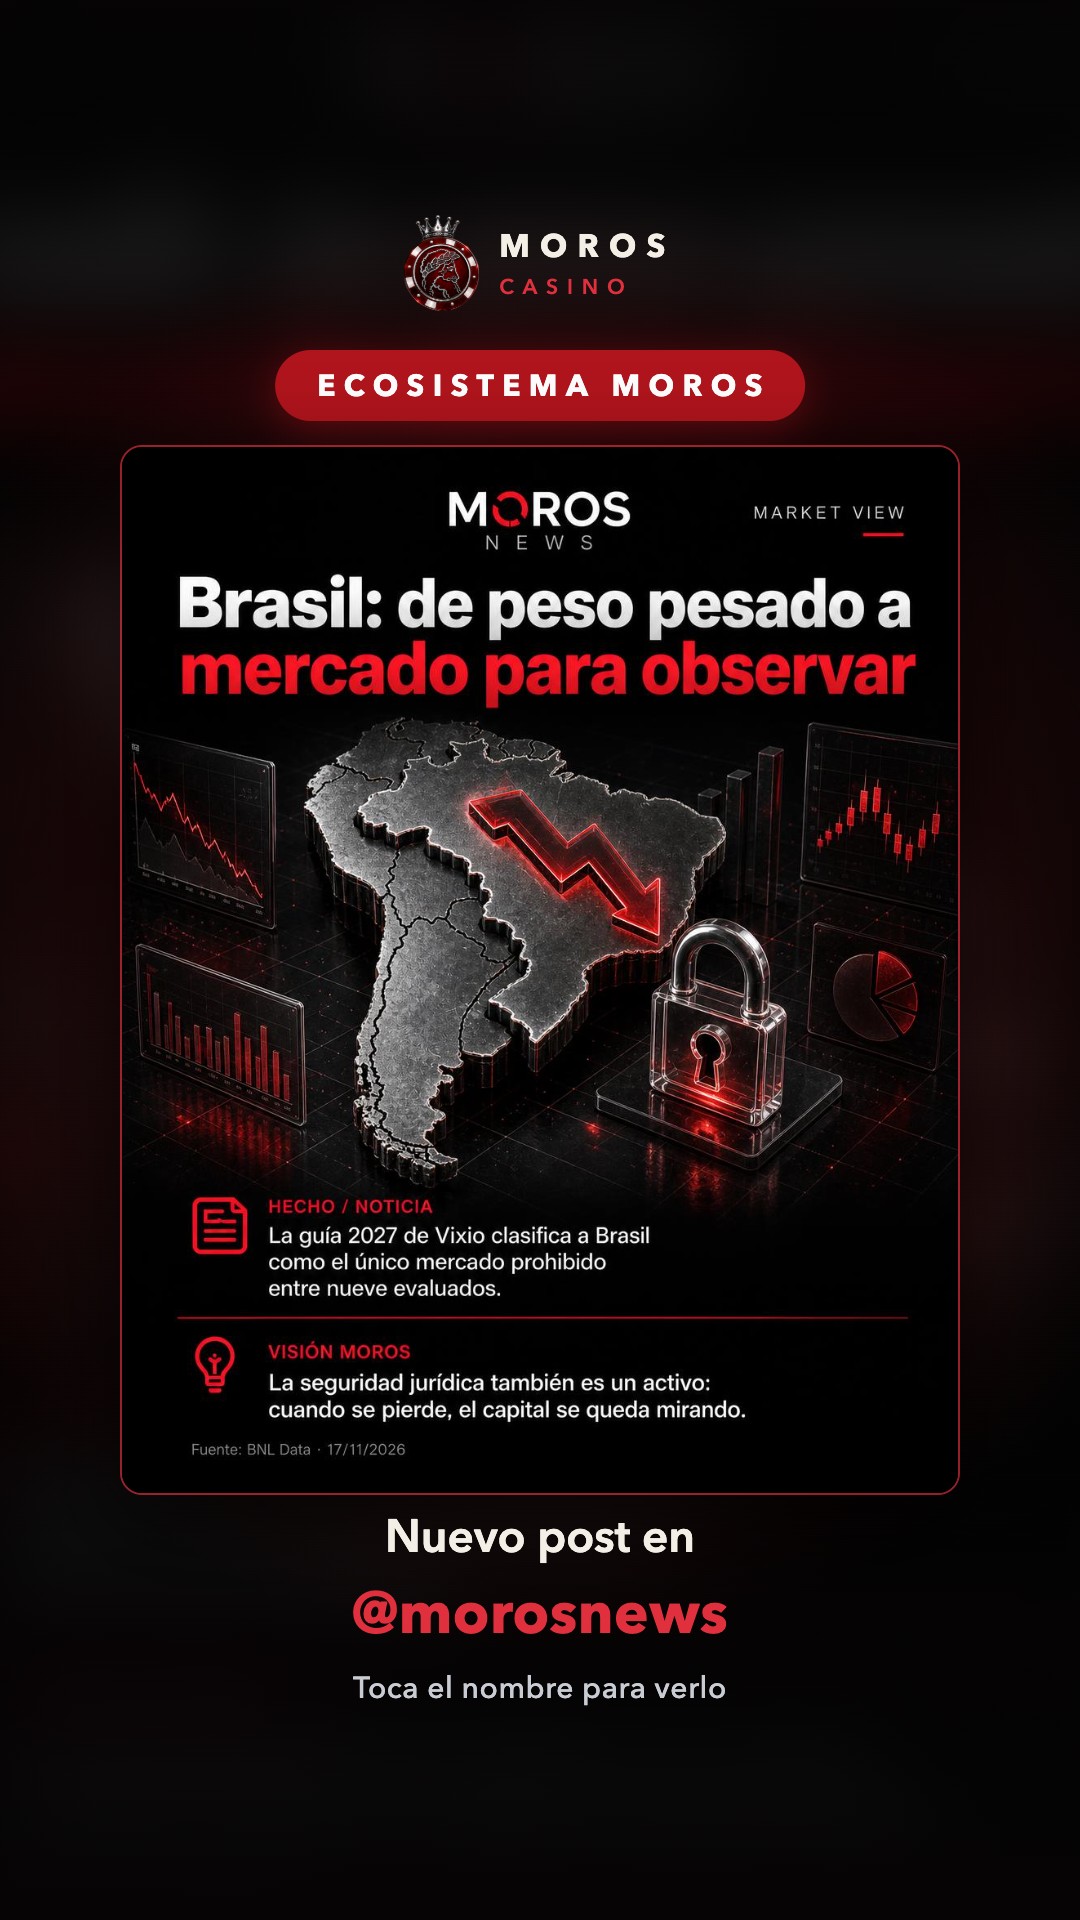 MOROS
CASINO
ECOSISTEMA MOROS
MOROS
NEWS
MARKET VIEW
Brasil: de peso pesado a
mercado para observar
HECHO / NOTICIA
La guía 2027 de Vixio clasifica a Brasil
como el único mercado prohibido
entre nueve evaluados.
VISIÓN MOROS
La seguridad jurídica también es un activo:
cuando se pierde, el capital se queda mirando.
Fuente: BNL Data · 17/11/2026
Nuevo post en
@morosnews
Toca el nombre para verlo